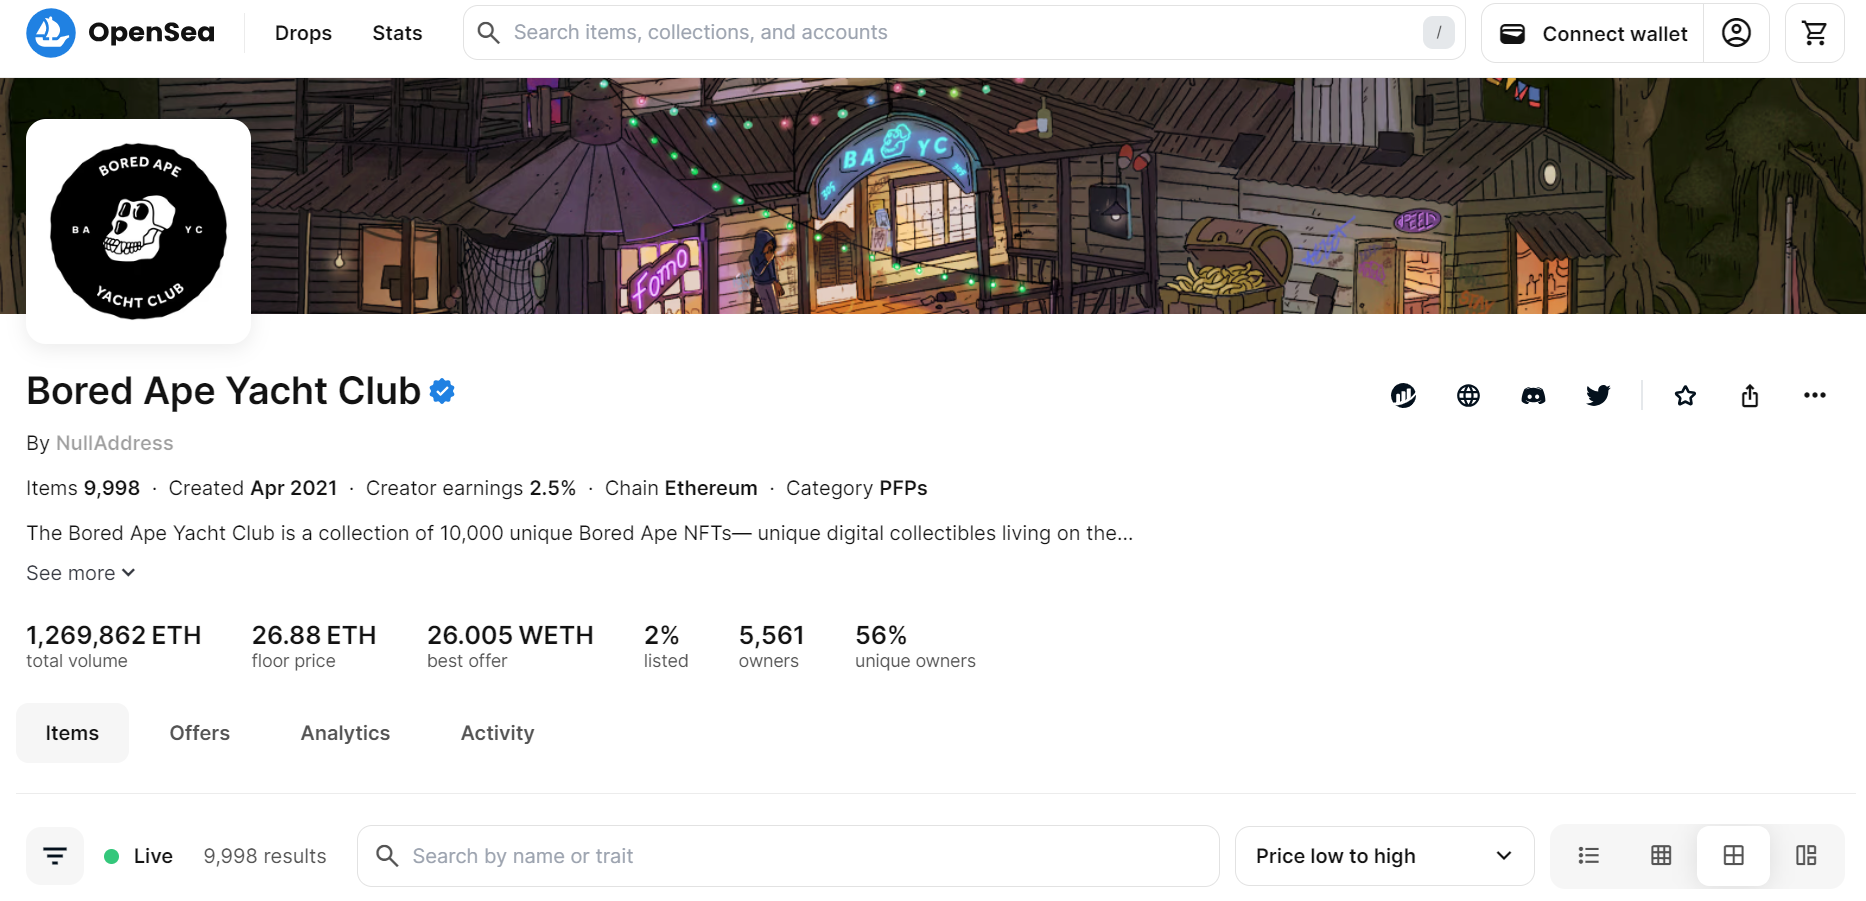 OpenSea
Drops
Stats
Search items, collections, and accounts
/
Connect wallet
BORED APE
BA YC
YACHT CLUB
BA YC
fomo
Bored Ape Yacht Club
By NullAddress
Items 9,998 · Created Apr 2021 · Creator earnings 2.5% · Chain Ethereum · Category PFPs
The Bored Ape Yacht Club is a collection of 10,000 unique Bored Ape NFTs— unique digital collectibles living on the...
See more
1,269,862 ETH
total volume
26.88 ETH
floor price
26.005 WETH
best offer
2%
listed
5,561
owners
56%
unique owners
Items
Offers
Analytics
Activity
Live
9,998 results
Search by name or trait
Price low to high